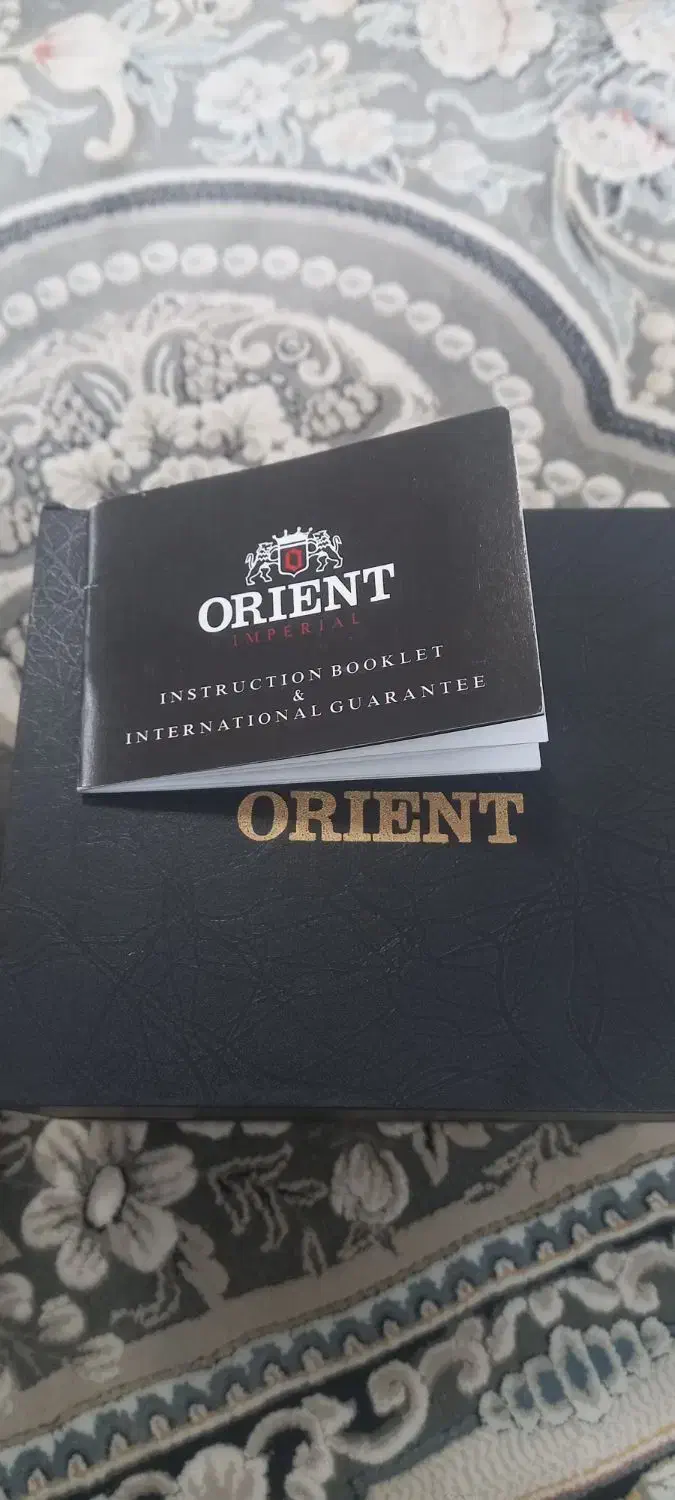 ORIENT
IMPERIAL
INSTRUCTION BOOKLET
&
INTERNATIONAL GUARANTEE
ORIENT